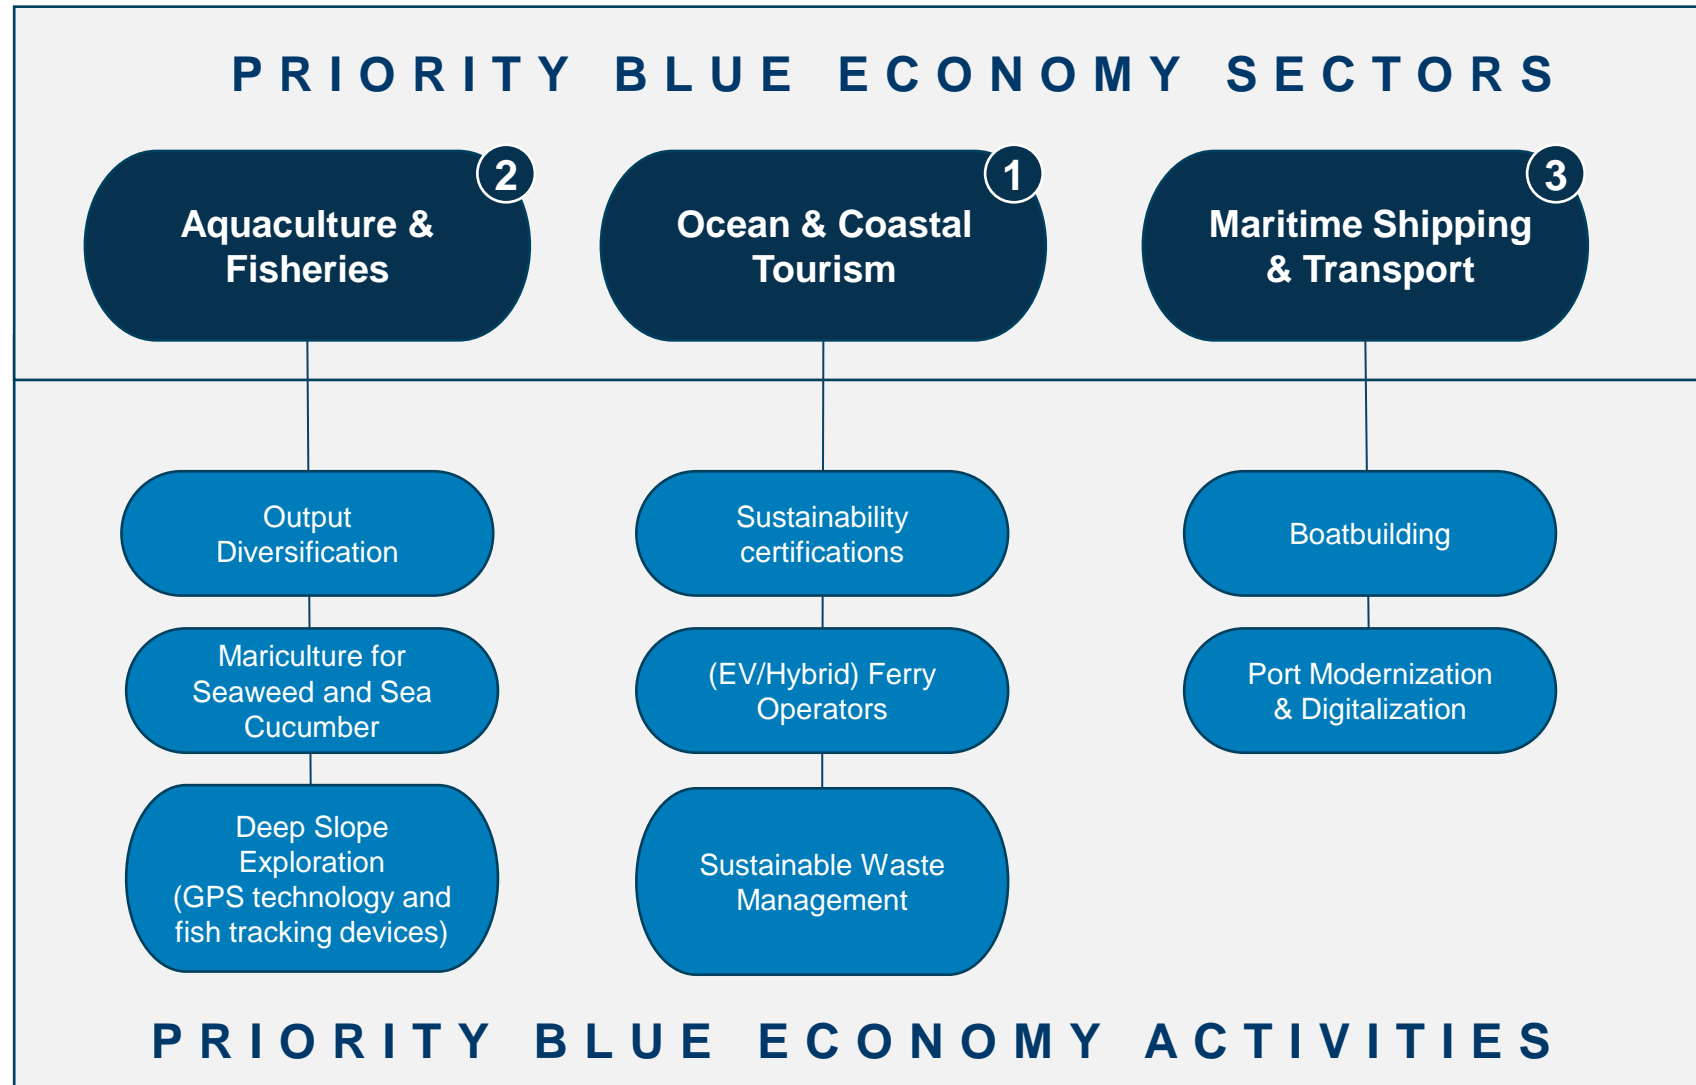 PRIORITY BLUE ECONOMY SECTORS
2
Aquaculture &
Fisheries
1
Ocean & Coastal
Tourism
3
Maritime Shipping
& Transport
Output
Diversification
Mariculture for
Seaweed and Sea
Cucumber
Deep Slope
Exploration
(GPS technology and
fish tracking devices)
Sustainability
certifications
(EV/Hybrid) Ferry
Operators
Sustainable Waste
Management
Boatbuilding
Port Modernization
& Digitalization
PRIORITY BLUE ECONOMY ACTIVITIES